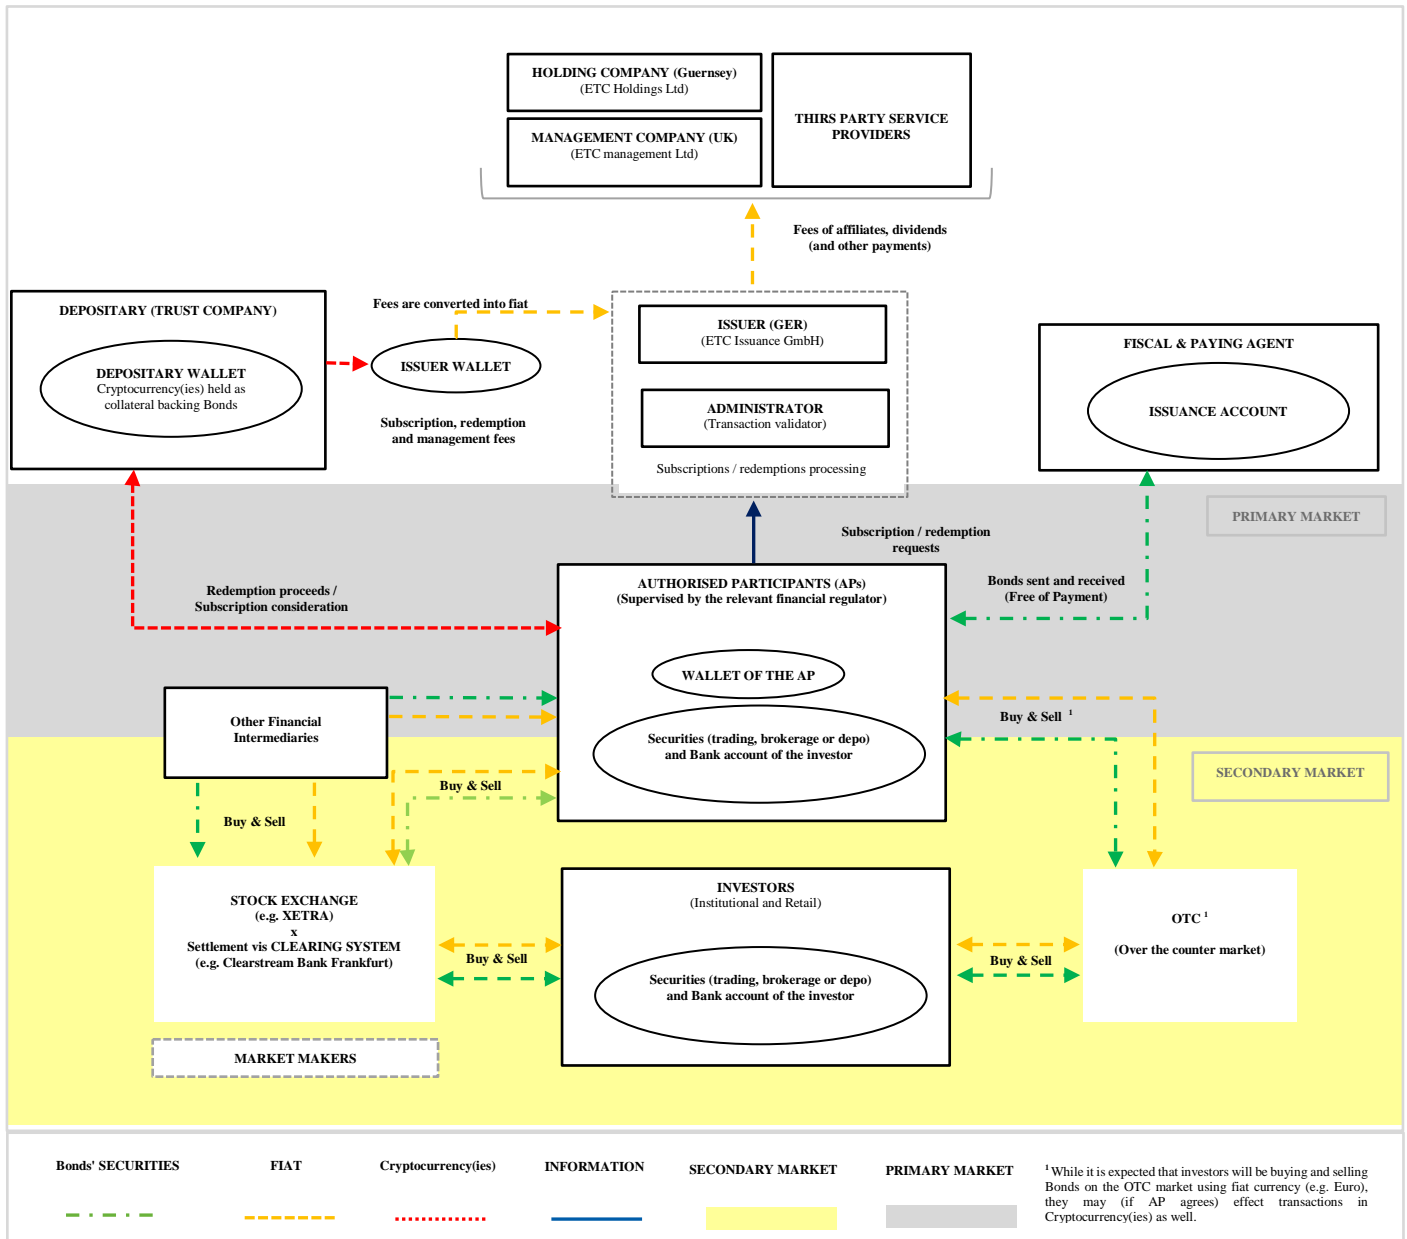 HOLDING COMPANY (Guernsey)
(ETC Holdings Ltd)
MANAGEMENT COMPANY (UK)
(ETC management Ltd)
THIRS PARTY SERVICE
PROVIDERS
Fees of affiliates, dividends
(and other payments)
DEPOSITARY (TRUST COMPANY)
DEPOSITARY WALLET
Cryptocurrency(ies) held as
collateral backing Bonds
Fees are converted into fiat
ISSUER WALLET
Subscription, redemption
and management fees
ISSUER (GER)
(ETC Issuance GmbH)
ADMINISTRATOR
(Transaction validator)
Subscriptions / redemptions processing
FISCAL & PAYING AGENT
ISSUANCE ACCOUNT
PRIMARY MARKET
Subscription / redemption
requests
Redemption proceeds /
Subscription consideration
AUTHORISED PARTICIPANTS (APs)
(Supervised by the relevant financial regulator)
WALLET OF THE AP
Securities (trading, brokerage or depo)
and Bank account of the investor
Bonds sent and received
(Free of Payment)
Other Financial
Intermediaries
Buy & Sell ¹
SECONDARY MARKET
Buy & Sell
Buy & Sell
STOCK EXCHANGE
(e.g. XETRA)
x
Settlement vis CLEARING SYSTEM
(e.g. Clearstream Bank Frankfurt)
Buy & Sell
INVESTORS
(Institutional and Retail)
Securities (trading, brokerage or depo)
and Bank account of the investor
Buy & Sell
OTC ¹
(Over the counter market)
MARKET MAKERS
Bonds' SECURITIES
FIAT
Cryptocurrency(ies)
INFORMATION
SECONDARY MARKET
PRIMARY MARKET
¹ While it is expected that investors will be buying and selling
Bonds on the OTC market using fiat currency (e.g. Euro),
they may (if AP agrees) effect transactions in
Cryptocurrency(ies) as well.